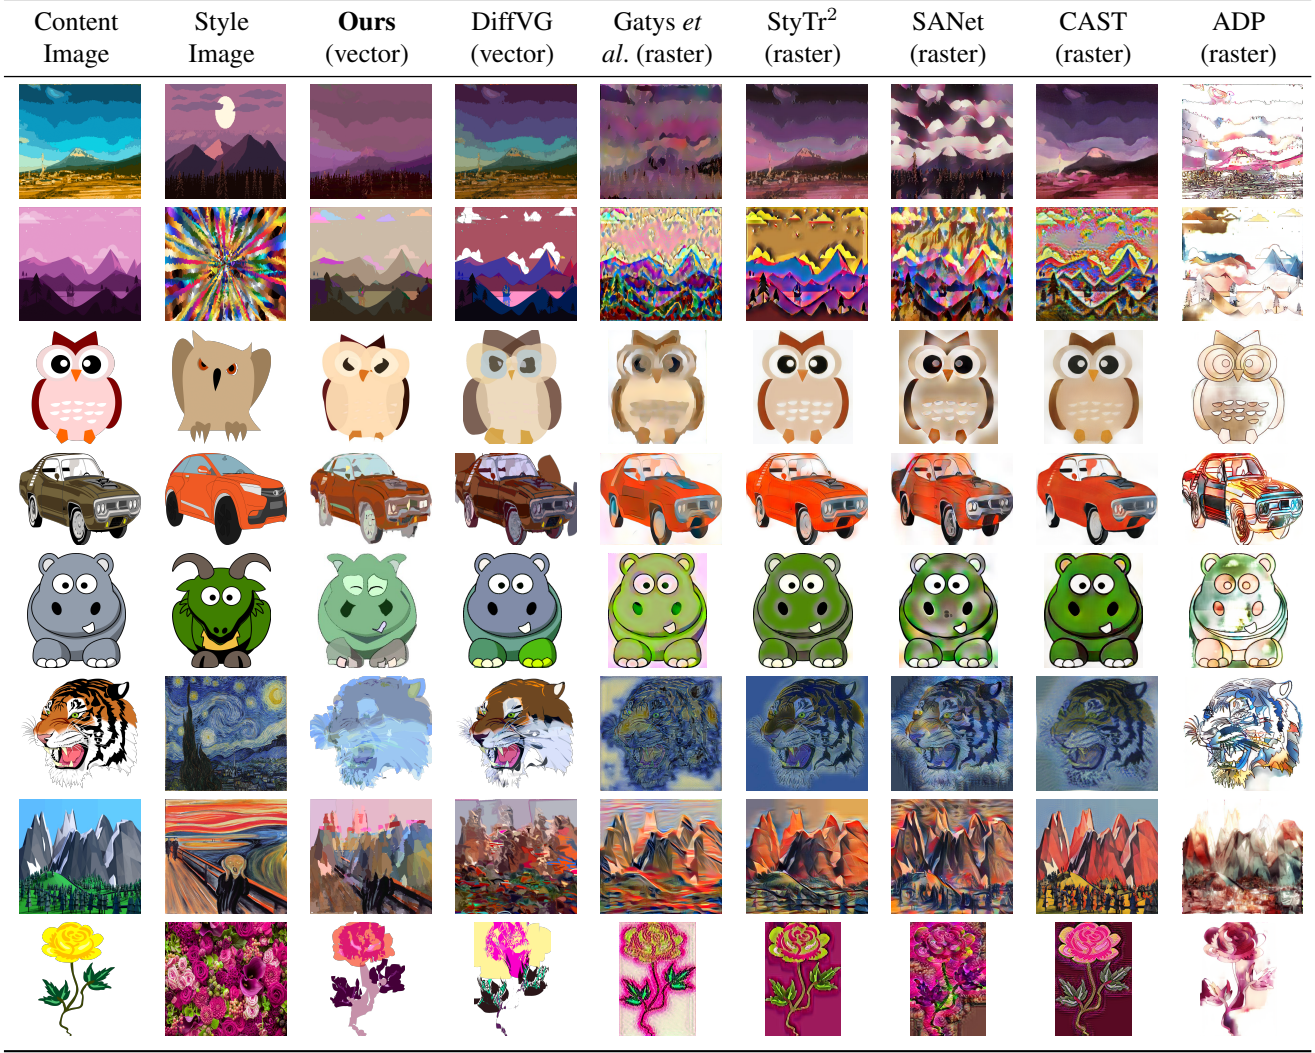 Content Style Ours DiffVG Gatys et StyTr² SANet CAST ADP
Image Image (vector) (vector) al. (raster) (raster) (raster) (raster) (raster)